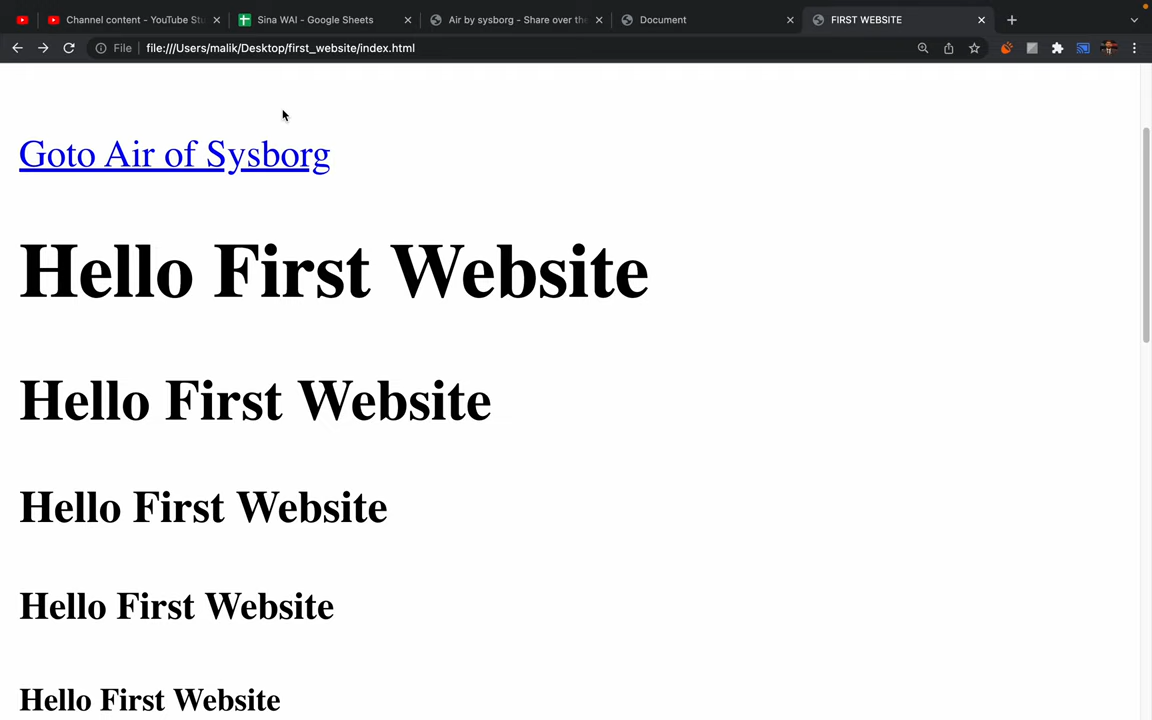 Channel content - YouTube Stu
Sina WAI - Google Sheets
Air by sysborg - Share over the
Document
FIRST WEBSITE
File
file:///Users/malik/Desktop/first_website/index.html
Goto Air of Sysborg
Hello First Website
Hello First Website
Hello First Website
Hello First Website
Hello First Website